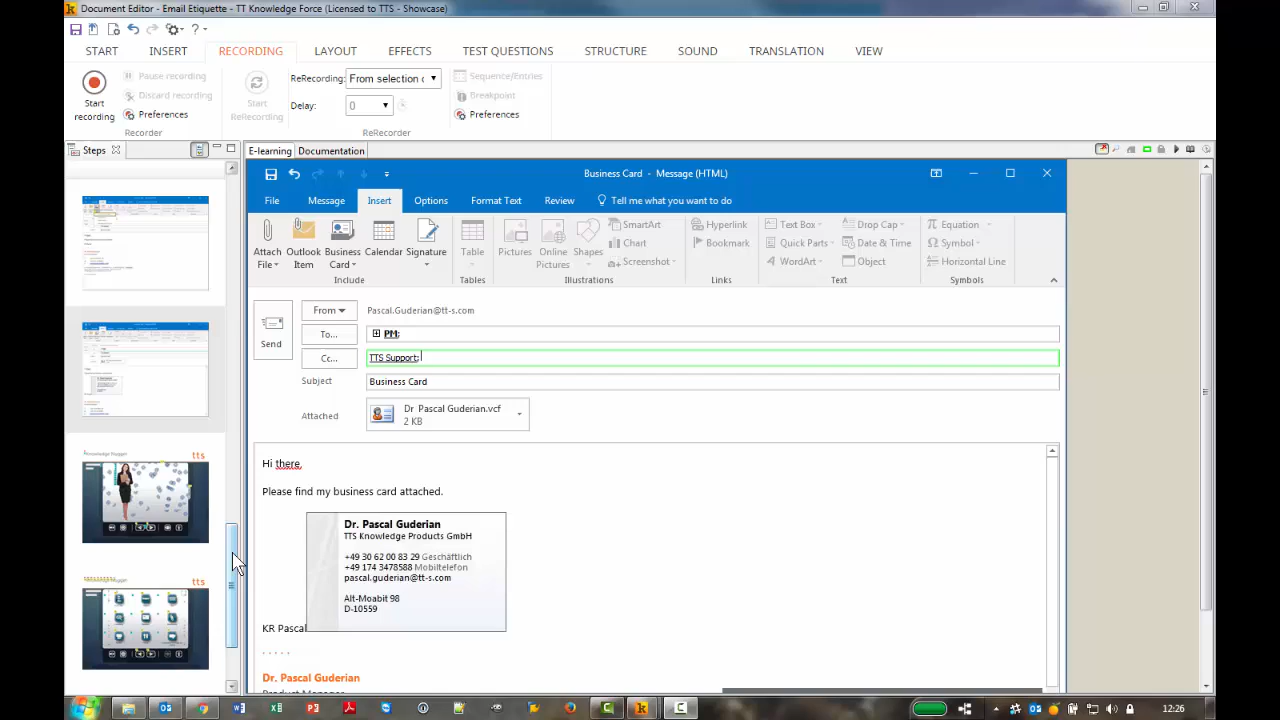 Document Editor - Email Etiquette - TT Knowledge Force (Licensed to TTS - Showcase)
START INSERT RECORDING LAYOUT EFFECTS TEST QUESTIONS STRUCTURE SOUND TRANSLATION VIEW
Start recording
Pause recording
Discard recording
Preferences
Recorder
Start ReRecording
ReRecording: From selection
Delay: 0
ReRecorder
Sequence/Entries
Breakpoint
Preferences
Steps
E-learning Documentation
Business Card - Message (HTML)
File Message Insert Options Format Text Review Tell me what you want to do
Attach File
Outlook Item
Business Card
Calendar
Signature
Include
Table
Tables
Pictures
Online Pictures
Shapes
SmartArt
Chart
Screenshot
Illustrations
Hyperlink
Bookmark
Links
Text Box
Quick Parts
WordArt
Drop Cap
Date & Time
Object
Text
Equation
Symbol
Horizontal Line
Symbols
Send
From Pascal.Guderian@tt-s.com
To... PM;
Cc... TTS Support;
Subject Business Card
Attached Dr Pascal Guderian.vcf
2 KB
Hi there,
Please find my business card attached.
Dr. Pascal Guderian
TTS Knowledge Products GmbH
+49 30 62 00 83 29 Geschäftlich
+49 174 3478588 Mobiltelefon
pascal.guderian@tt-s.com
Alt-Moabit 98
D-10559
KR Pascal
- - - - -
Dr. Pascal Guderian
Product Manager
tts
tts
12:26